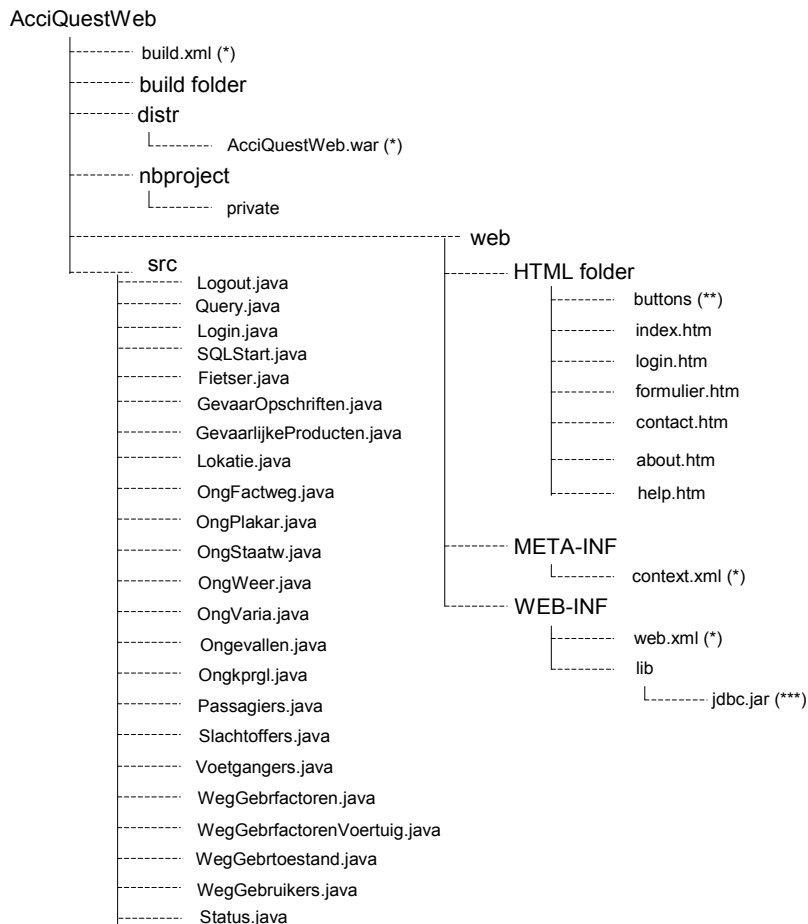 AcciQuestWeb
build.xml (*)
build folder
distr
AcciQuestWeb.war (*)
nbproject
private
web
HTML folder
buttons (**)
index.htm
login.htm
formulier.htm
contact.htm
about.htm
help.htm
META-INF
context.xml (*)
WEB-INF
web.xml (*)
lib
jdbc.jar (***)
src
Logout.java
Query.java
Login.java
SQLStart.java
Fietser.java
GevaarOpschriften.java
GevaarlijkeProducten.java
Lokatie.java
OngFactweg.java
OngPlakar.java
OngStaatw.java
OngWeer.java
OngVaria.java
Ongevallen.java
Ongkprgl.java
Passagiers.java
Slachtoffers.java
Voetgangers.java
WegGebrfactoren.java
WegGebrfactorenVoertuig.java
WegGebrtoestand.java
WegGebruikers.java
Status.java